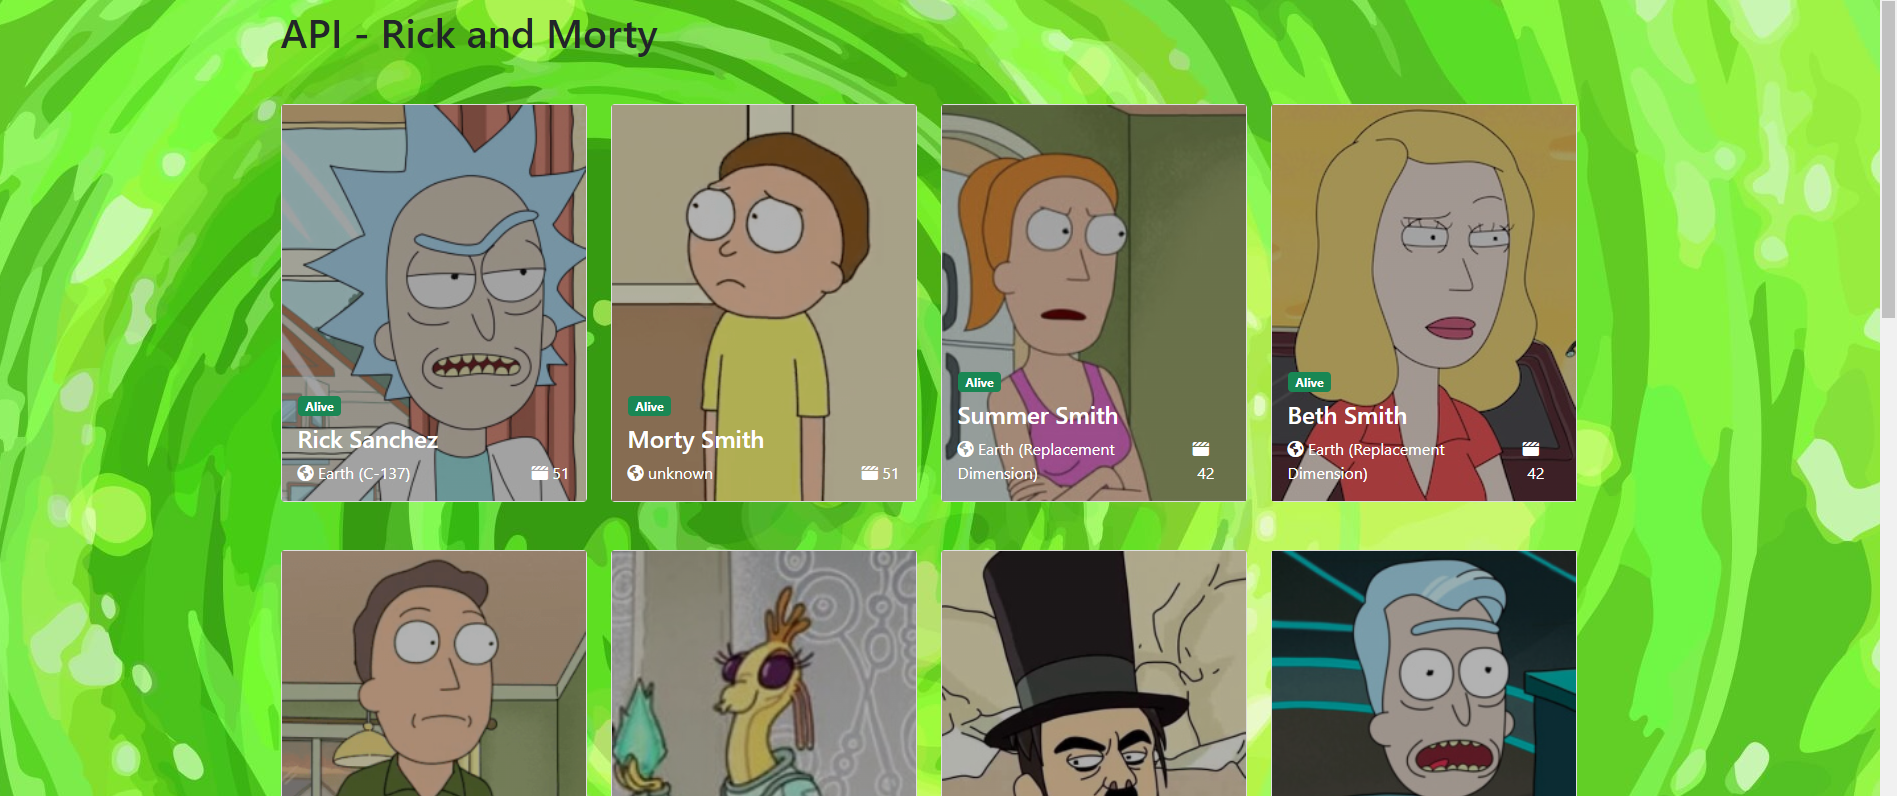 API - Rick and Morty
Alive
Rick Sanchez
Earth (C-137) 51
Alive
Morty Smith
unknown 51
Alive
Summer Smith
Earth (Replacement
Dimension) 42
Alive
Beth Smith
Earth (Replacement
Dimension) 42